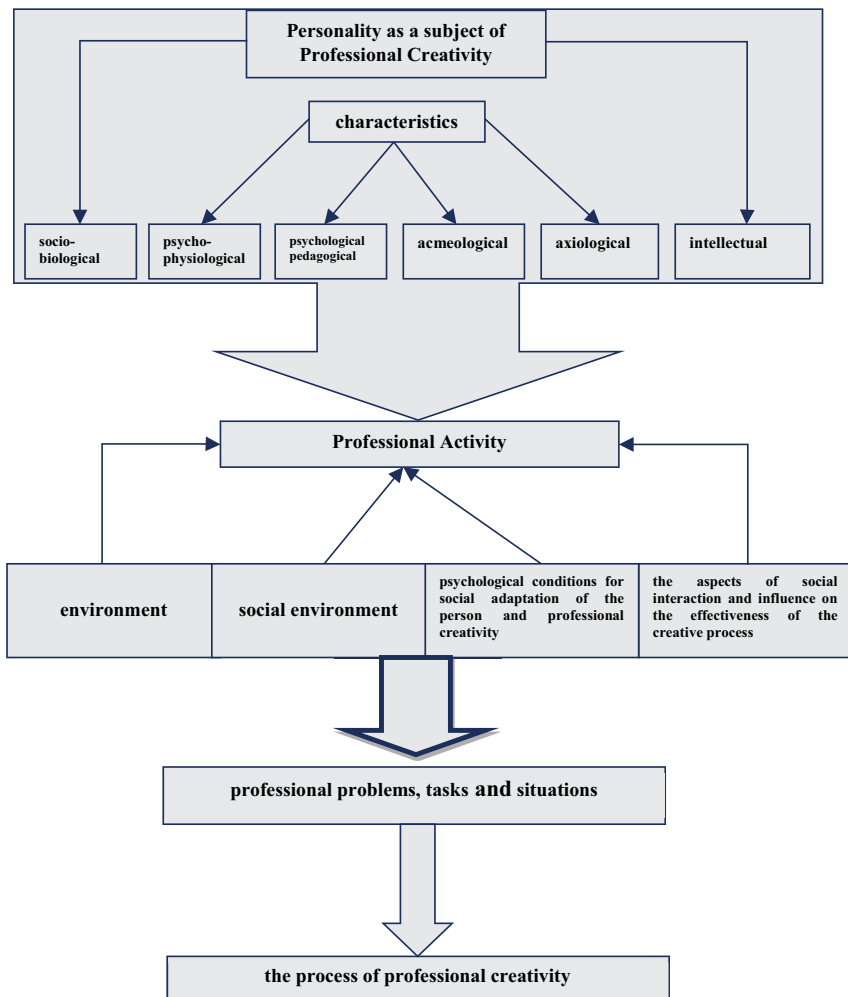 Personality as a subject of
Professional Creativity
characteristics
socio-
biological
psycho-
physiological
psychological
pedagogical
acmeological
axiological
intellectual
Professional Activity
environment
social environment
psychological conditions for
social adaptation of the
person and professional
creativity
the aspects of social
interaction and influence on
the effectiveness of the
creative process
professional problems, tasks and situations
the process of professional creativity